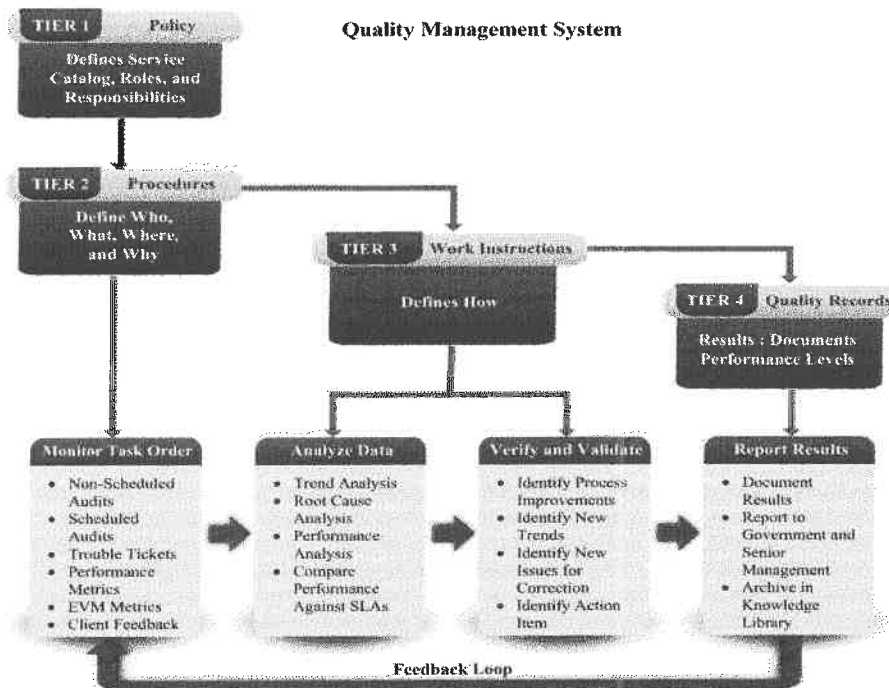 Quality Management System
TIER 1 Policy
Defines Service
Catalog, Roles, and
Responsibilities
TIER 2 Procedures
Define Who,
What, Where,
and Why
TIER 3 Work Instructions
Defines How
TIER 4 Quality Records
Results : Documents
Performance Levels
Monitor Task Order
• Non-Scheduled
Audits
• Scheduled
Audits
• Trouble Tickets
• Performance
Metrics
• EVM Metrics
• Client Feedback
Analyze Data
• Trend Analysis
• Root Cause
Analysis
• Performance
Analysis
• Compare
Performance
Against SLAs
Verify and Validate
• Identify Process
Improvements
• Identify New
Trends
• Identify New
Issues for
Correction
• Identify Action
Item
Report Results
• Document
Results
• Report to
Government and
Senior
Management
• Archive in
Knowledge
Library
Feedback Loop